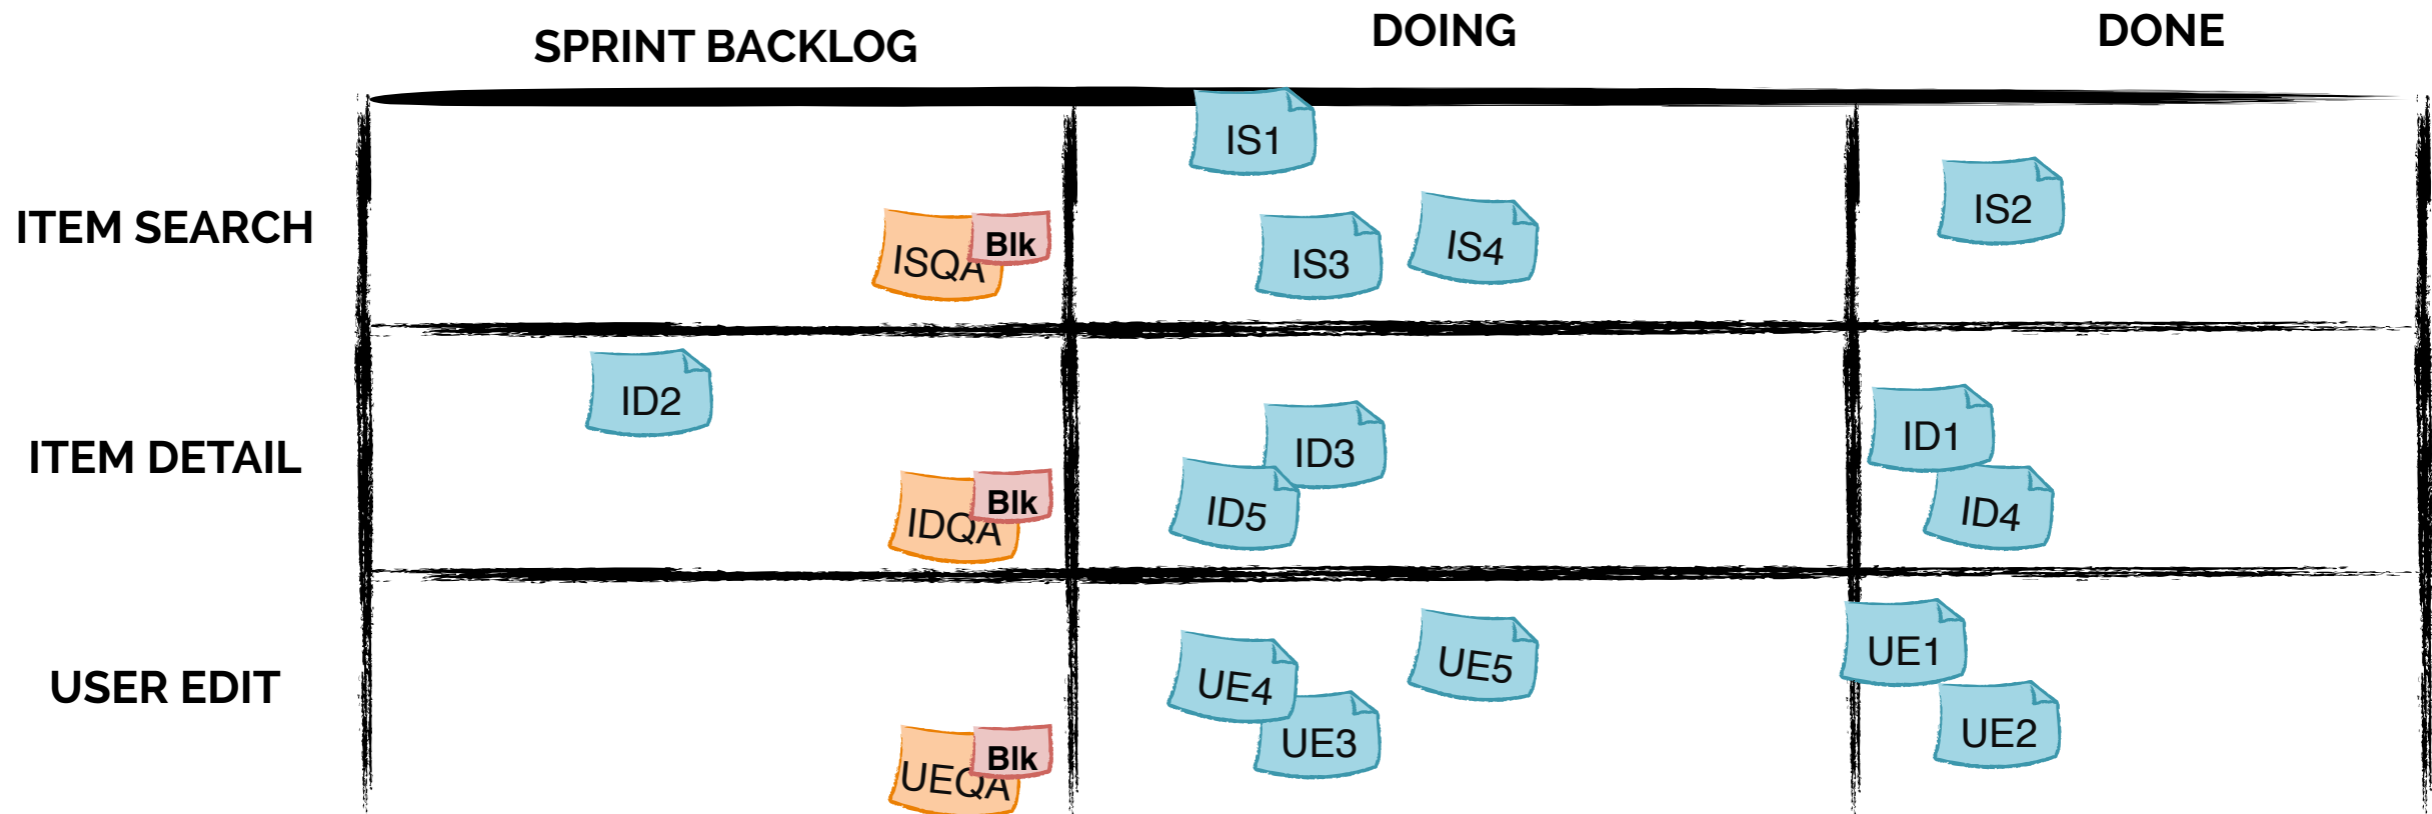 SPRINT BACKLOG
DOING
DONE
ITEM SEARCH
ISQA
Blk
IS1
IS3
IS4
IS2
ITEM DETAIL
ID2
IDQA
Blk
ID3
ID5
ID1
ID4
USER EDIT
UEQA
Blk
UE4
UE3
UE5
UE1
UE2